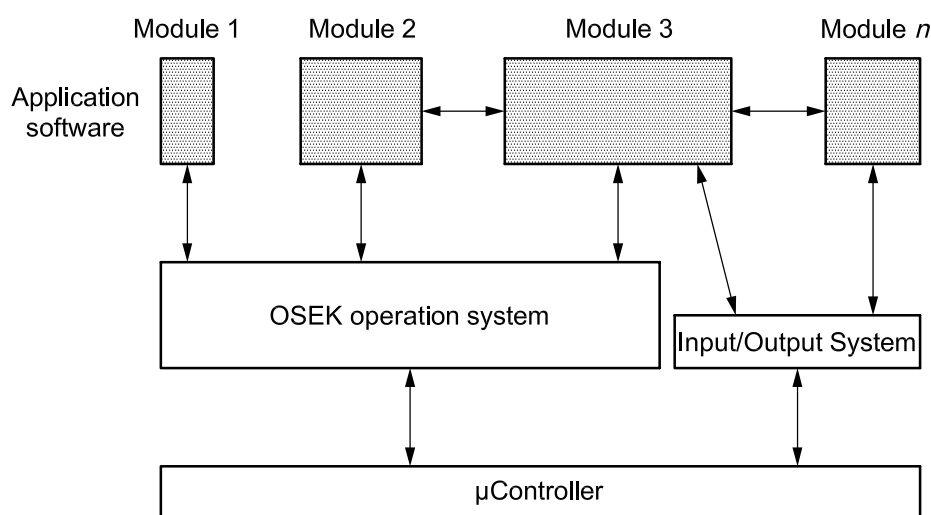 Module 1
Module 2
Module 3
Module n
Application
software
OSEK operation system
Input/Output System
µController